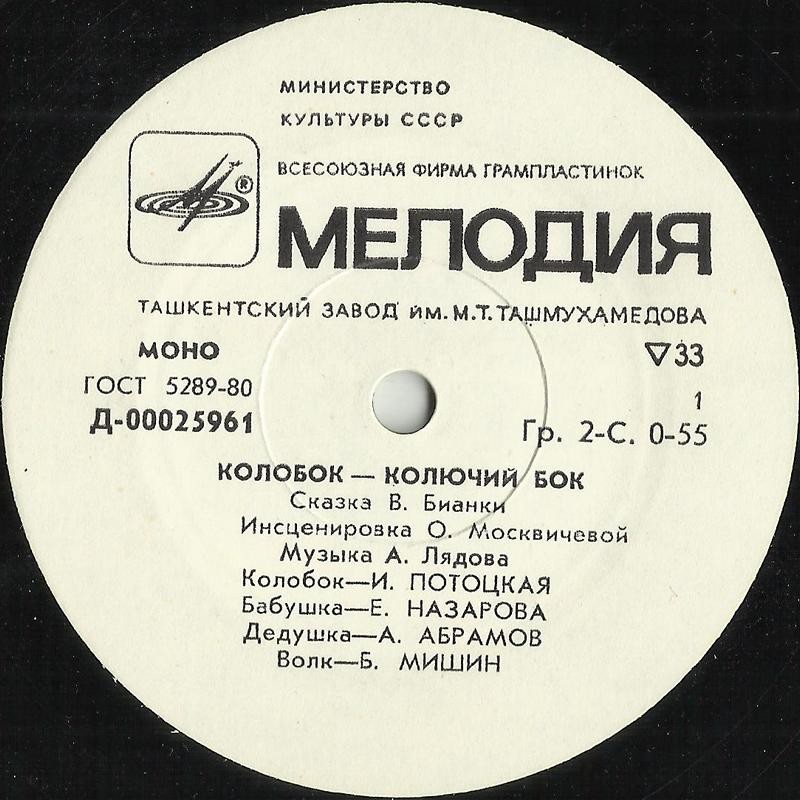 МИНИСТЕРСТВО
КУЛЬТУРЫ СССР
ВСЕСОЮЗНАЯ ФИРМА ГРАМПЛАСТИНОК
®
МЕЛОДИЯ
ТАШКЕНТСКИЙ ЗАВОД им. М.Т. ТАШМУХАМЕДОВА
МОНО
▽33
ГОСТ 5289-80
1
Д-00025961
Гр. 2-С. 0-55
КОЛОБОК — КОЛЮЧИЙ БОК
Сказка В. Бианки
Инсценировка О. Москвичевой
Музыка А. Лядова
Колобок—И. ПОТОЦКАЯ
Бабушка—Е. НАЗАРОВА
Дедушка—А. АБРАМОВ
Волк—Б. МИШИН